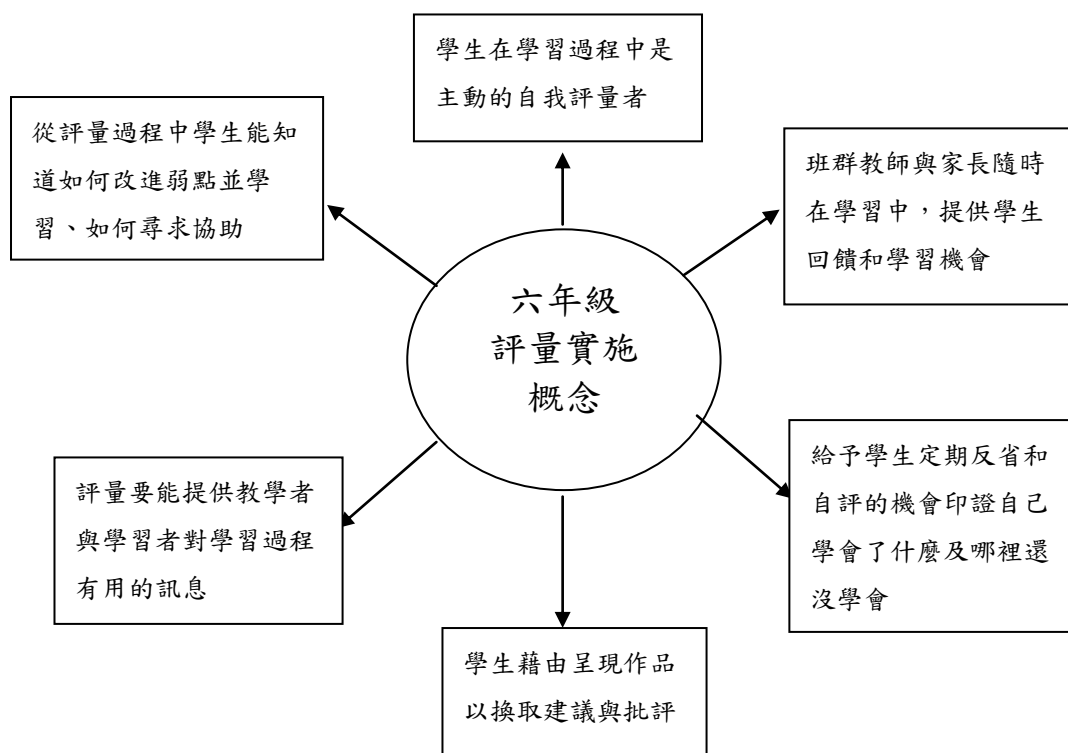 學生在學習過程中是
主動的自我評量者
從評量過程中學生能知
道如何改進弱點並學
習、如何尋求協助
班群教師與家長隨時
在學習中，提供學生
回饋和學習機會
六年級
評量實施
概念
評量要能提供教學者
與學習者對學習過程
有用的訊息
給予學生定期反省和
自評的機會印證自己
學會了什麼及哪裡還
沒學會
學生藉由呈現作品
以換取建議與批評